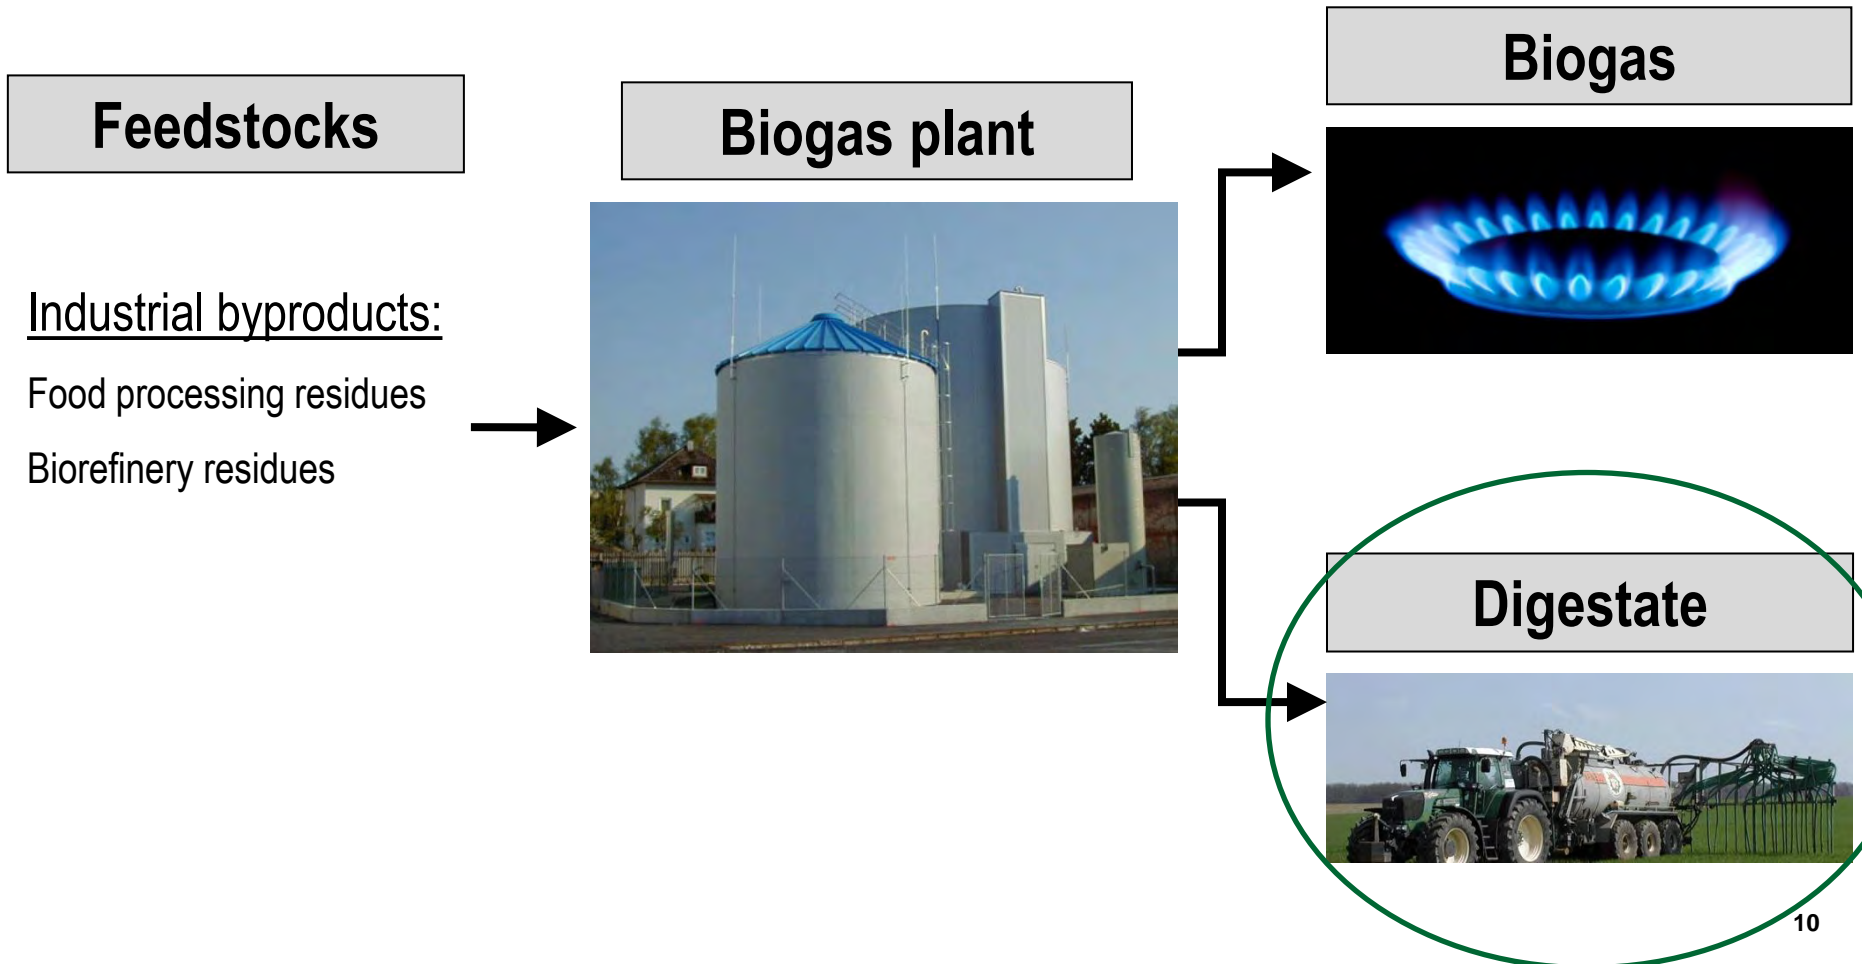 Feedstocks
Industrial byproducts:
Food processing residues
Biorefinery residues
Biogas plant
Biogas
Digestate
10